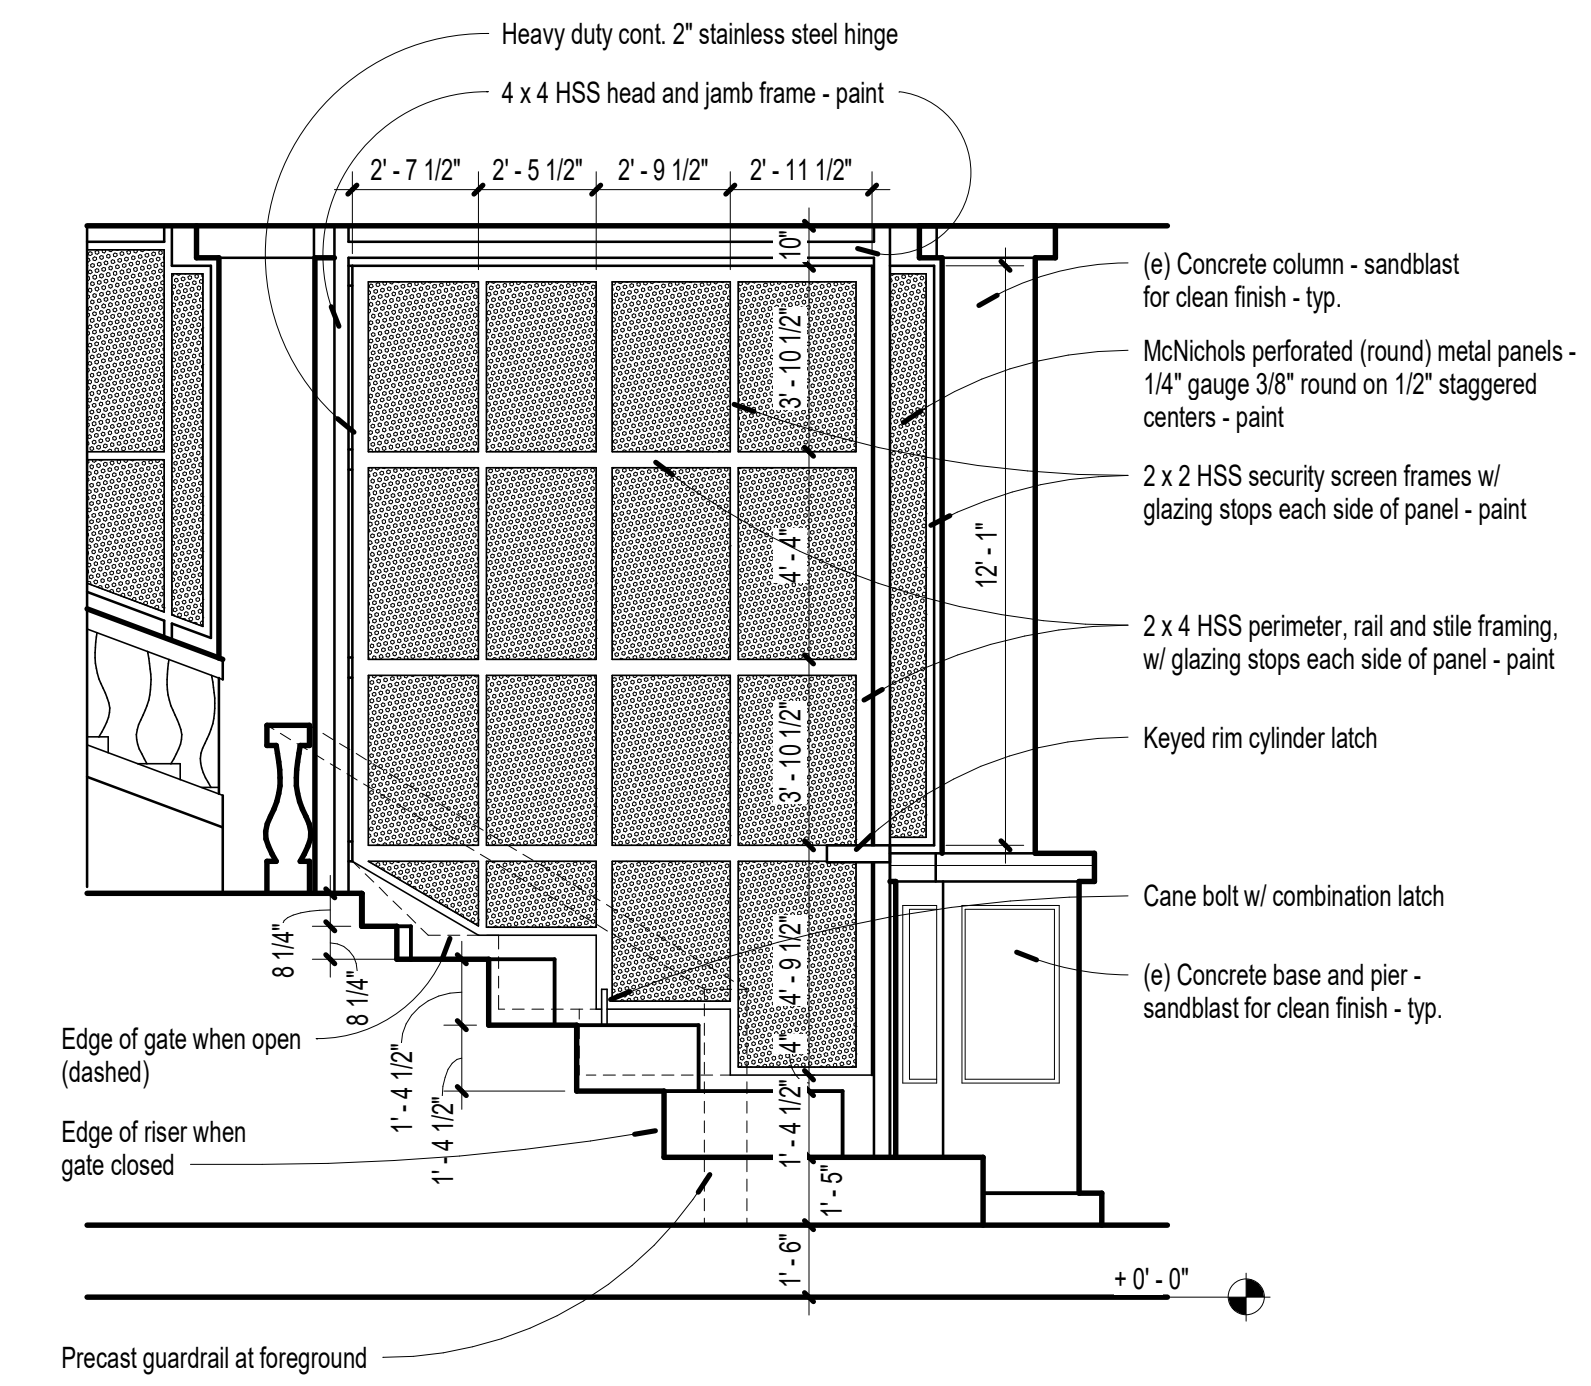 Heavy duty cont. 2" stainless steel hinge
4 x 4 HSS head and jamb frame - paint
2' - 7 1/2" 2' - 5 1/2" 2' - 9 1/2" 2' - 11 1/2"
10"
(e) Concrete column - sandblast
for clean finish - typ.
3' - 10 1/2"
McNichols perforated (round) metal panels -
1/4" gauge 3/8" round on 1/2" staggered
centers - paint
2 x 2 HSS security screen frames w/
glazing stops each side of panel - paint
4' - 4"
12' - 1"
2 x 4 HSS perimeter, rail and stile framing,
w/ glazing stops each side of panel - paint
3' - 10 1/2"
Keyed rim cylinder latch
Cane bolt w/ combination latch
4' - 9 1/2"
8 1/4"
8 1/4"
(e) Concrete base and pier -
sandblast for clean finish - typ.
Edge of gate when open
(dashed)
4"
1' - 4 1/2"
1' - 4 1/2"
1' - 4 1/2"
Edge of riser when
gate closed
1' - 5"
1' - 6"
+ 0' - 0"
Precast guardrail at foreground